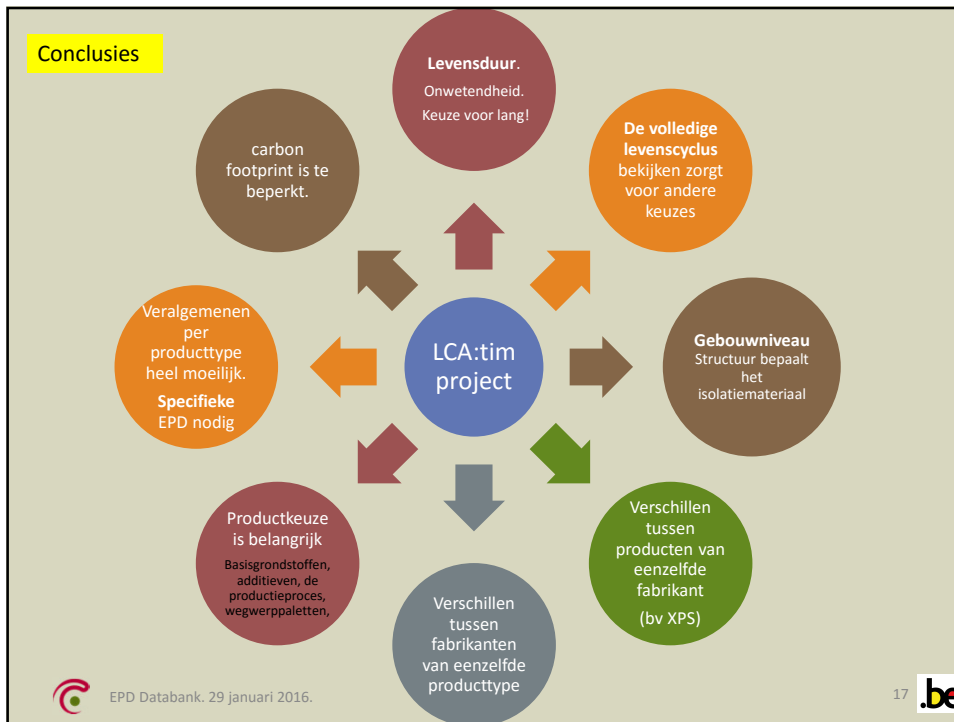 Conclusies
Levensduur.
Onwetendheid.
Keuze voor lang!
De volledige
levenscyclus
bekijken zorgt
voor andere
keuzes
Gebouwniveau
Structuur bepaalt
het
isolatiemateriaal
Verschillen
tussen
producten van
eenzelfde
fabrikant
(bv XPS)
Verschillen
tussen
fabrikanten
van eenzelfde
producttype
Productkeuze
is belangrijk
Basisgrondstoffen,
additieven, de
productieproces,
wegwerppaletten,
Veralgemenen
per
producttype
heel moeilijk.
Specifieke
EPD nodig
carbon
footprint is te
beperkt.
LCA:tim
project
EPD Databank. 29 januari 2016.
17
.be